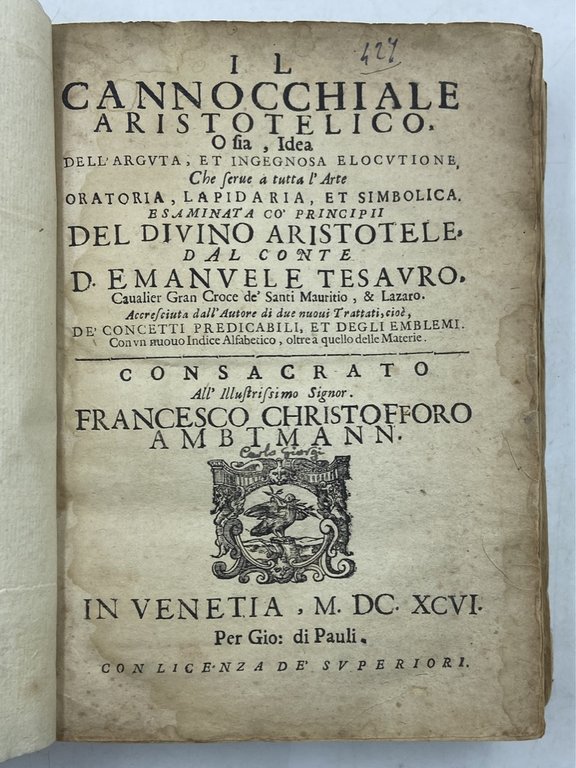 427
IL
CANNOCCHIALE
ARISTOTELICO.
O sia, Idea
DELL'ARGVTA, ET INGEGNOSA ELOCVTIONE,
Che serue à tutta l'Arte
ORATORIA, LAPIDARIA, ET SIMBOLICA.
ESAMINATA CO' PRINCIPII
DEL DIVINO ARISTOTELE.
DAL CONTE
D. EMANVELE TESAVRO.
Caualier Gran Croce de' Santi Mauritio, & Lazaro.
Accresciuta dall'Autore di due nuoui Trattati, cioè,
DE' CONCETTI PREDICABILI, ET DEGLI EMBLEMI.
Con vn nuouo Indice Alfabetico, oltre à quello delle Materie.
CONSACRATO
All' Illustrissimo Signor.
FRANCESCO CHRISTOFFORO
AMBTMANN.
Carlo Giorgi
IN VENETIA, M. DC. XCVI.
Per Gio: di Pauli.
CON LICENZA DE' SVPERIORI.